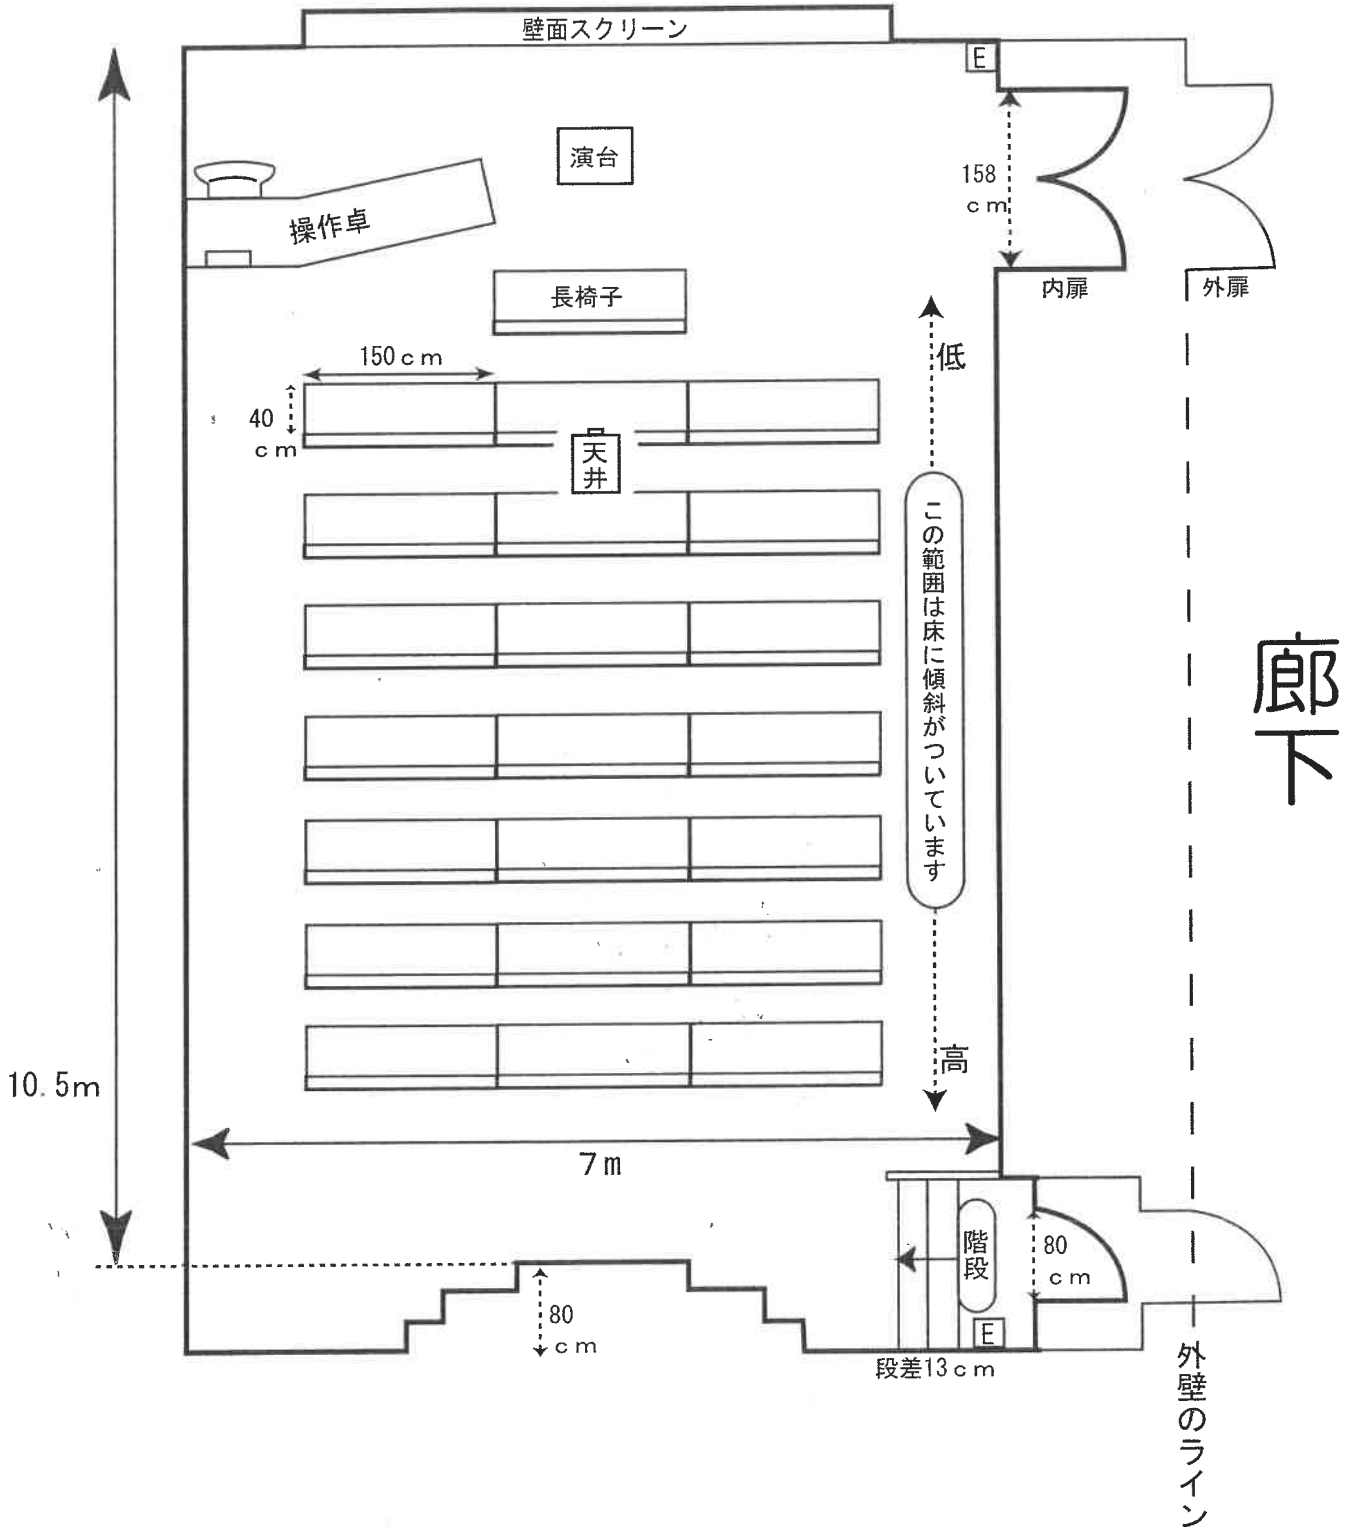 壁面スクリーン
E
演台
158
cm
操作卓
長椅子
内扉
外扉
低
150cm
40
cm
天井
この範囲は床に傾斜がついています
廊下
高
10.5m
7m
階段
80
cm
80
cm
E
段差13cm
外壁のライン